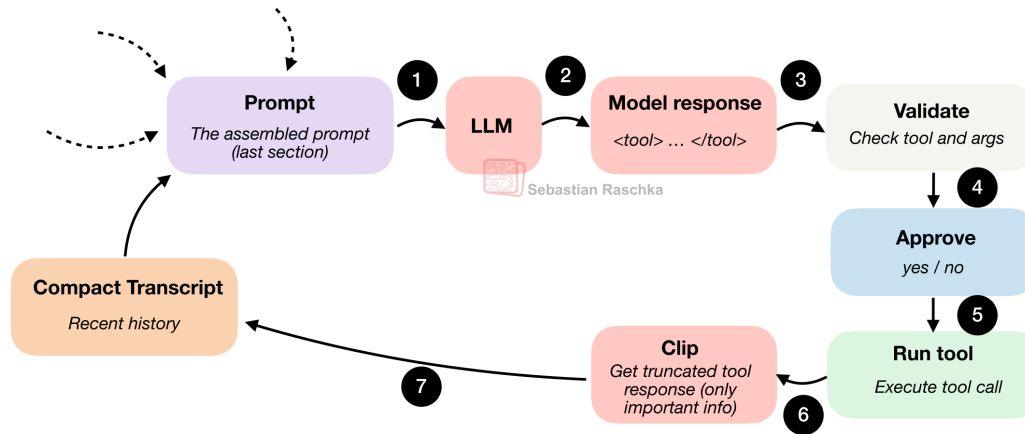 1
2
3
Prompt
The assembled prompt
(last section)
LLM
Model response
<tool> ... </tool>
Validate
Check tool and args
Sebastian Raschka
4
Approve
yes / no
5
Compact Transcript
Recent history
Clip
Get truncated tool
response (only
important info)
Run tool
Execute tool call
7
6